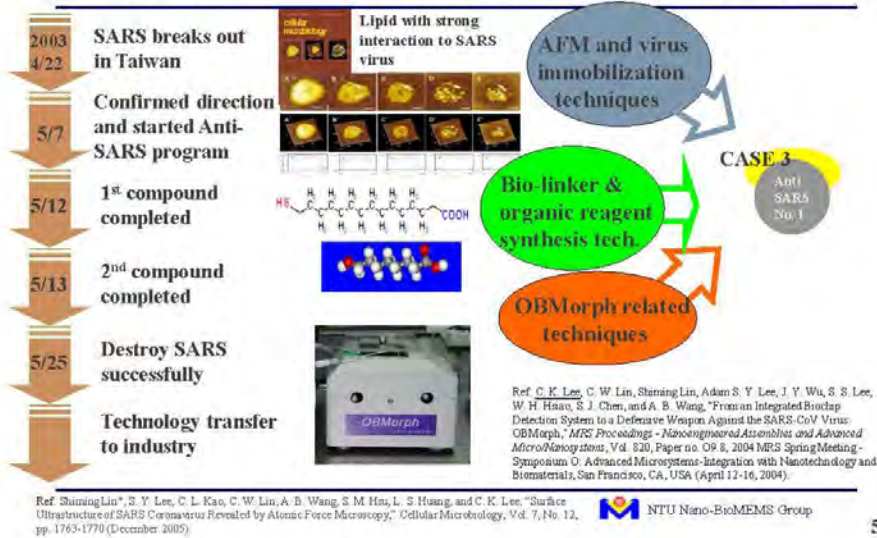 2003
4/22
SARS breaks out
in Taiwan
5/7
Confirmed direction
and started Anti-
SARS program
5/12
1st compound
completed
5/13
2nd compound
completed
5/25
Destroy SARS
successfully
Technology transfer
to industry
cellular
microbiology
Lipid with strong
interaction to SARS
virus
HS
COOH
OBMorph
AFM and virus
immobilization
techniques
Bio-linker &
organic reagent
synthesis tech.
OBMorph related
techniques
CASE 3
Anti
SARS
No. 1
Ref. C. K. Lee, C. W. Lin, Shiming Lin, Adam S. Y. Lee, J. Y. Wu, S. S. Lee,
W. H. Hsiao, S. J. Chen, and A. B. Wang, "From an Integrated Biochip
Detection System to a Defensive Weapon Against the SARS-CoV Virus:
OBMorph," MRS Proceedings - Nanoengineered Assemblies and Advanced
Micro/Nanosystems, Vol. 820, Paper no. O9.8, 2004 MRS Spring Meeting -
Symposium O: Advanced Microsystems-Integration with Nanotechnology and
Biomaterials, San Francisco, CA, USA (April 12-16, 2004).
Ref. Shiming Lin*, S. Y. Lee, C. L. Kao, C. W. Lin, A. B. Wang, S. M. Hsu, L. S. Huang, and C. K. Lee, "Surface
Ultrastructure of SARS Coronavirus Revealed by Atomic Force Microscopy," Cellular Microbiology, Vol. 7, No. 12,
pp. 1763-1770 (December 2005).
NTU Nano-BioMEMS Group
5